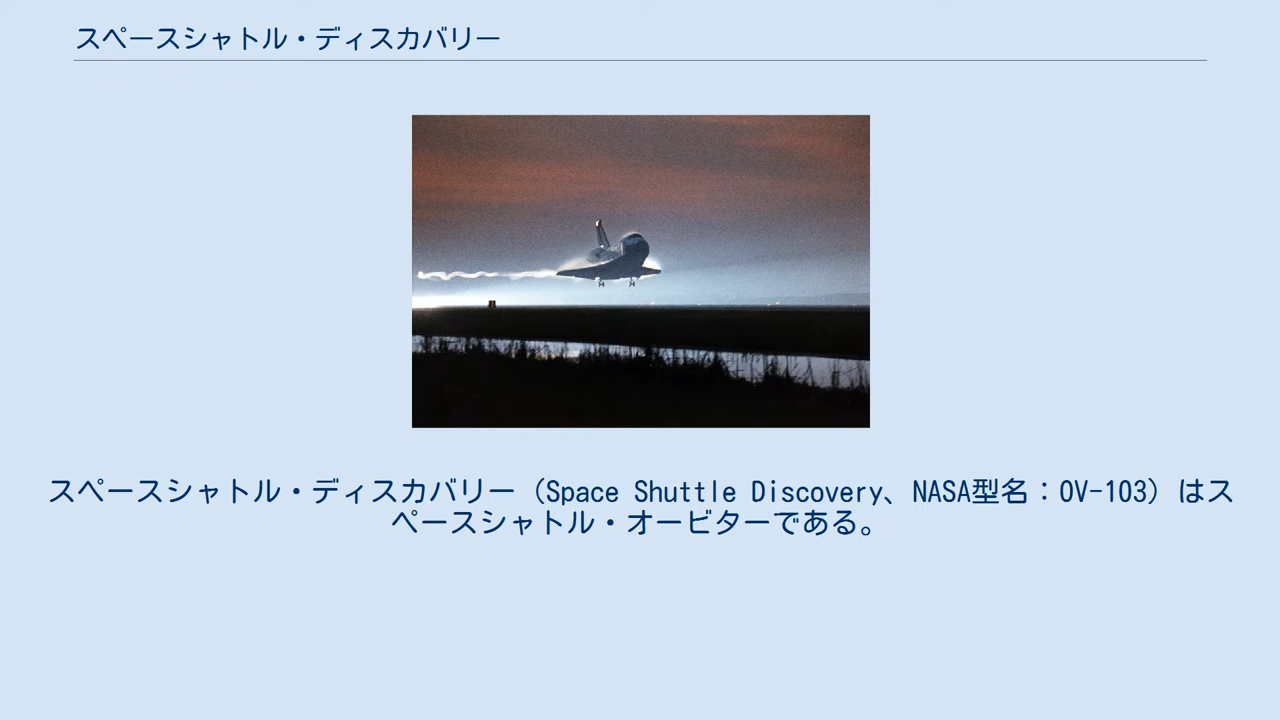 スペースシャトル・ディスカバリー
スペースシャトル・ディスカバリー（Space Shuttle Discovery、NASA型名：OV-103）はス
ペースシャトル・オービターである。